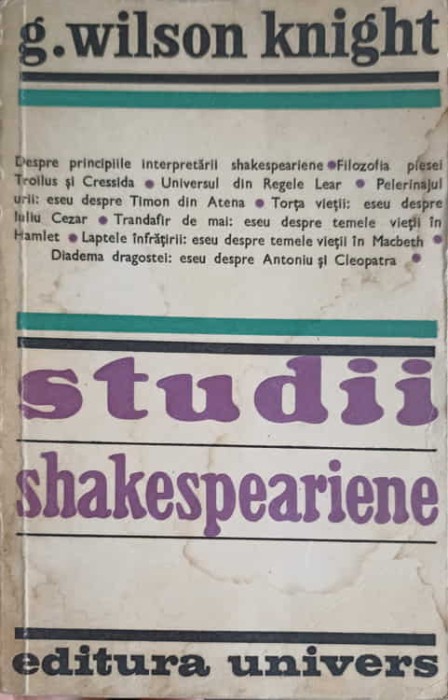 g.wilson knight
Despre principiile interpretării shakespeariene ● Filozofia piesei
Troilus și Cressida ● Universul din Regele Lear ● Pelerinajul
urii: eseu despre Timon din Atena ● Torța vieții: eseu despre
Iuliu Cezar ● Trandafir de mai: eseu despre temele vieții în
Hamlet ● Laptele înfrățirii: eseu despre temele vieții în Macbeth ●
Diadema dragostei: eseu despre Antoniu și Cleopatra ●
studii
shakespeariene
editura univers